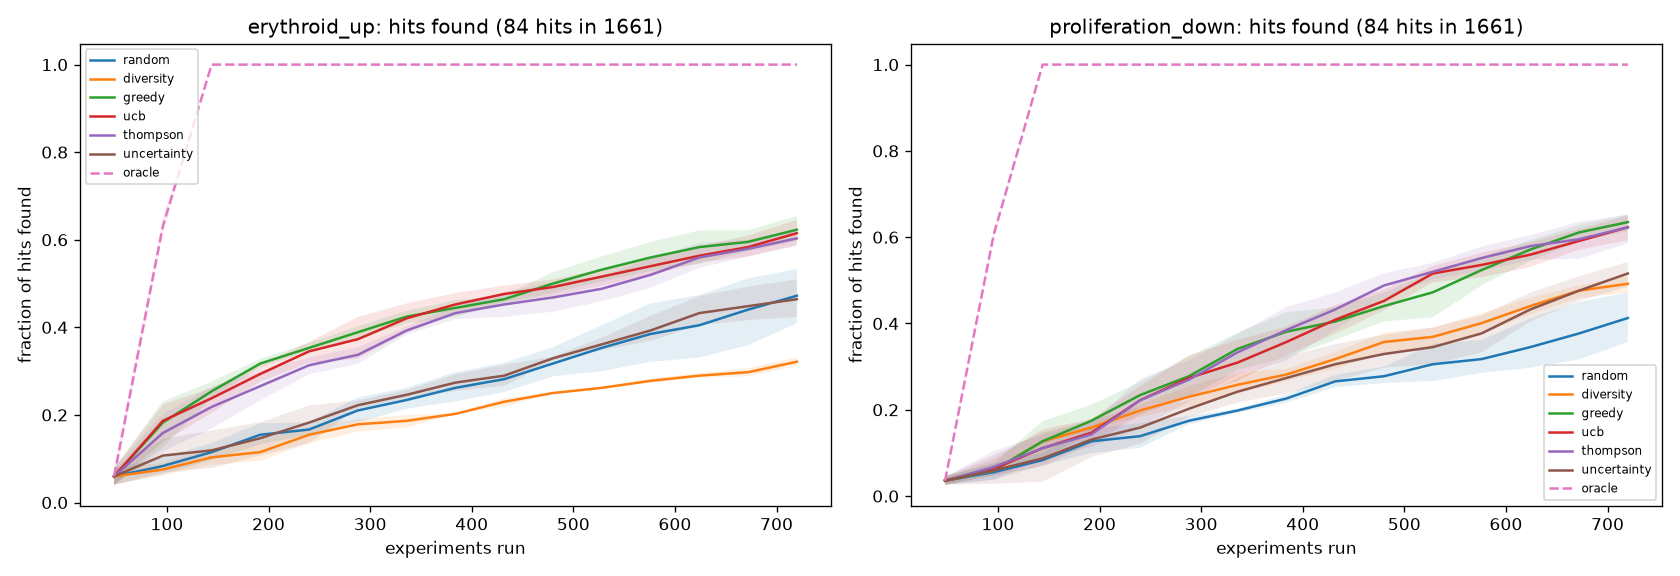 erythroid_up: hits found (84 hits in 1661)
fraction of hits found
1.0
0.8
0.6
0.4
0.2
0.0
random
diversity
greedy
ucb
thompson
uncertainty
oracle
100 200 300 400 500 600 700
experiments run
proliferation_down: hits found (84 hits in 1661)
fraction of hits found
1.0
0.8
0.6
0.4
0.2
0.0
random
diversity
greedy
ucb
thompson
uncertainty
oracle
100 200 300 400 500 600 700
experiments run